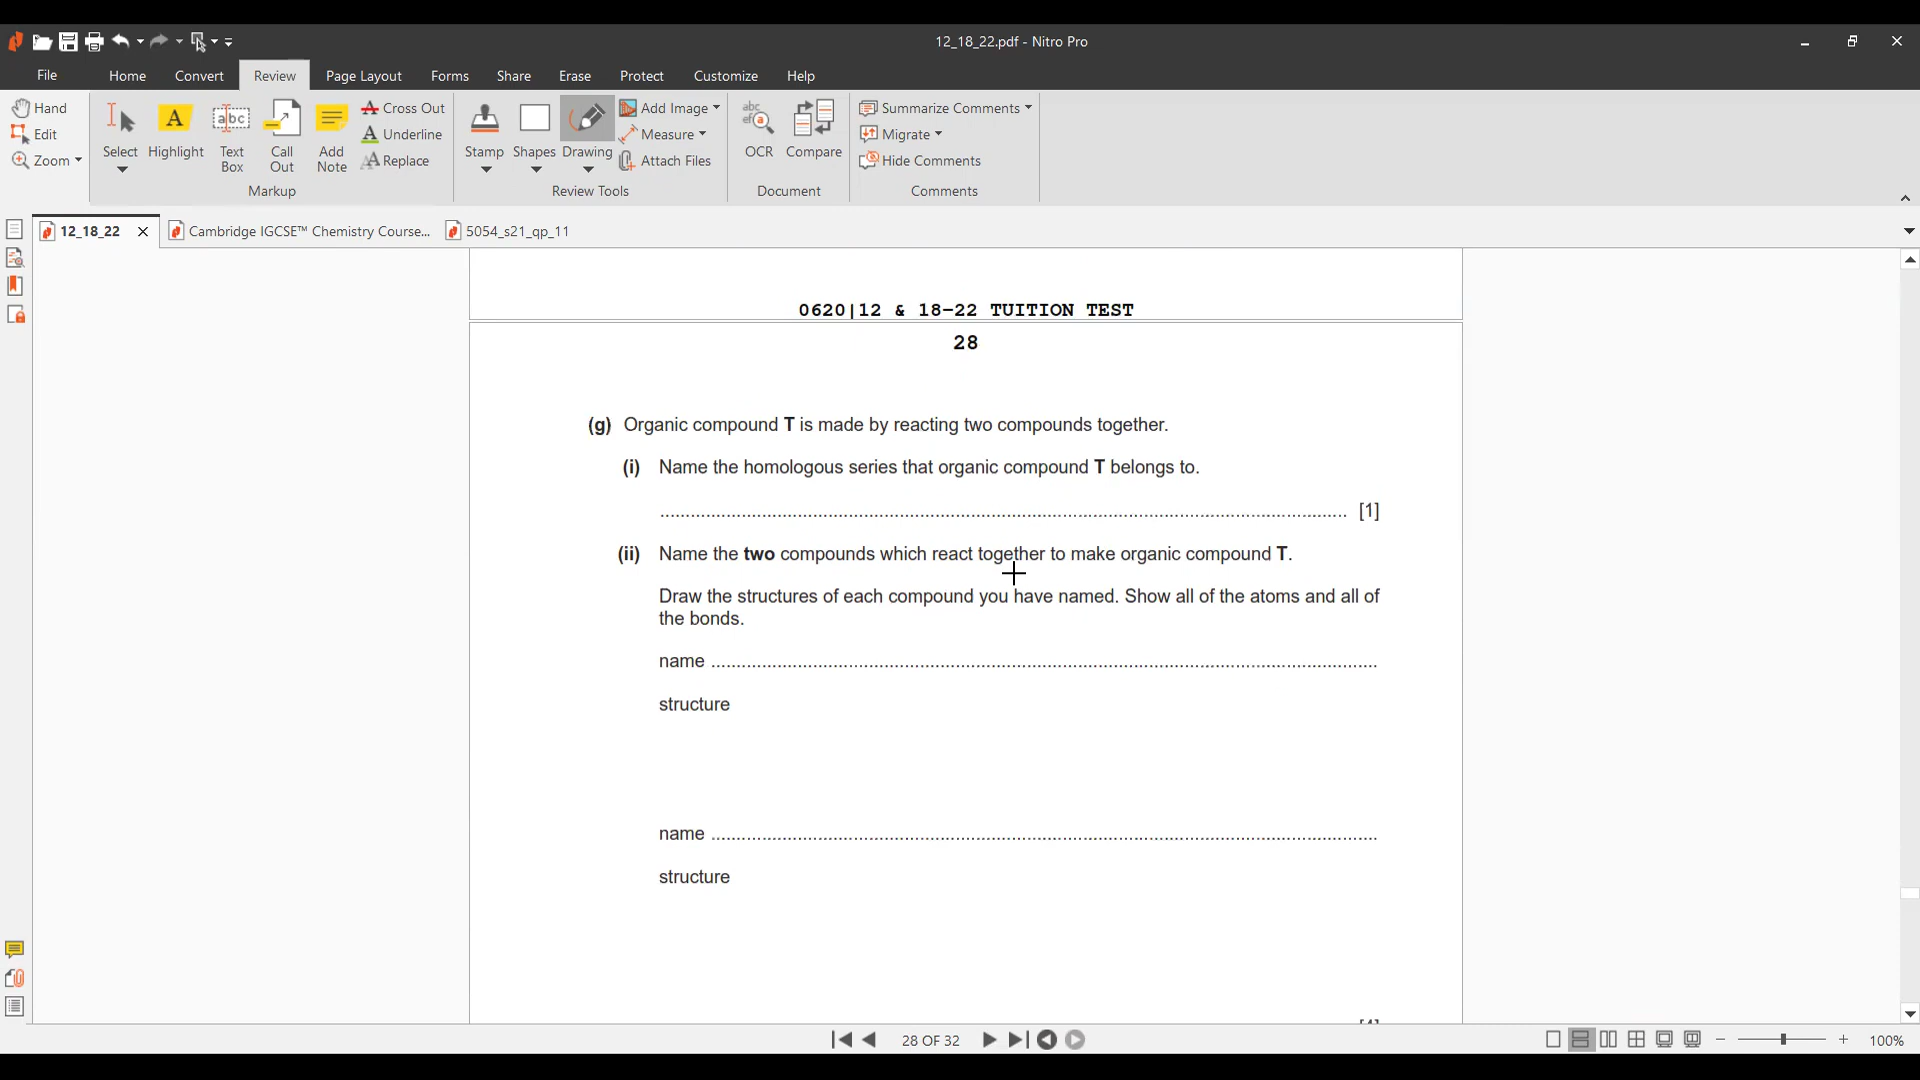 12_18_22.pdf - Nitro Pro
File Home Convert Review Page Layout Forms Share Erase Protect Customize Help
Hand
Edit
Zoom
Select
Highlight
Text Box
Call Out
Add Note
Cross Out
Underline
Replace
Markup
Stamp
Shapes
Drawing
Add Image
Measure
Attach Files
Review Tools
OCR
Compare
Document
Summarize Comments
Migrate
Hide Comments
Comments
12_18_22 Cambridge IGCSE™ Chemistry Course... 5054_s21_qp_11
0620|12 & 18-22 TUITION TEST
28
(g) Organic compound T is made by reacting two compounds together.
(i) Name the homologous series that organic compound T belongs to.
[1]
(ii) Name the two compounds which react together to make organic compound T.
Draw the structures of each compound you have named. Show all of the atoms and all of
the bonds.
name
structure
name
structure
28 OF 32
100%